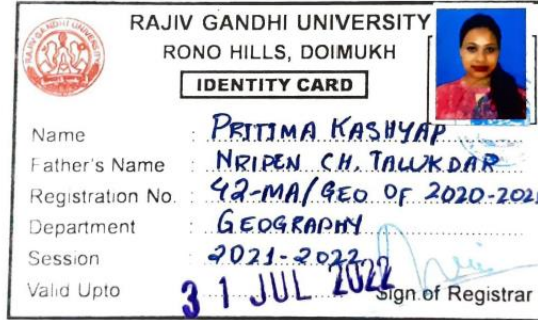 RAJIV GANDHI UNIVERSITY
RONO HILLS, DOIMUKH
IDENTITY CARD
Name : PRITIMA KASHYAP
Father's Name : NRIPEN CH. TALUKDAR
Registration No. : 42-MA/GEO OF 2020-2021
Department : GEOGRAPHY
Session : 2021-2022
Valid Upto : 31 JUL 2022
Sign of Registrar